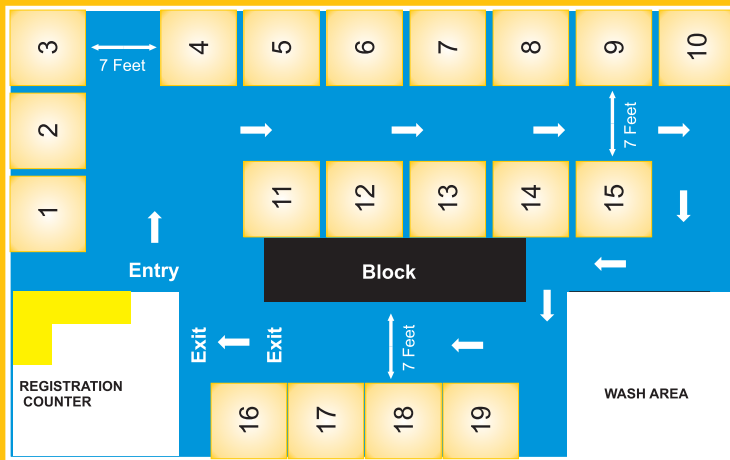 3
4
5
6
7
8
9
10
7 Feet
2
7 Feet
1
11
12
13
14
15
Entry
Block
Exit
Exit
7 Feet
REGISTRATION
COUNTER
WASH AREA
16
17
18
19